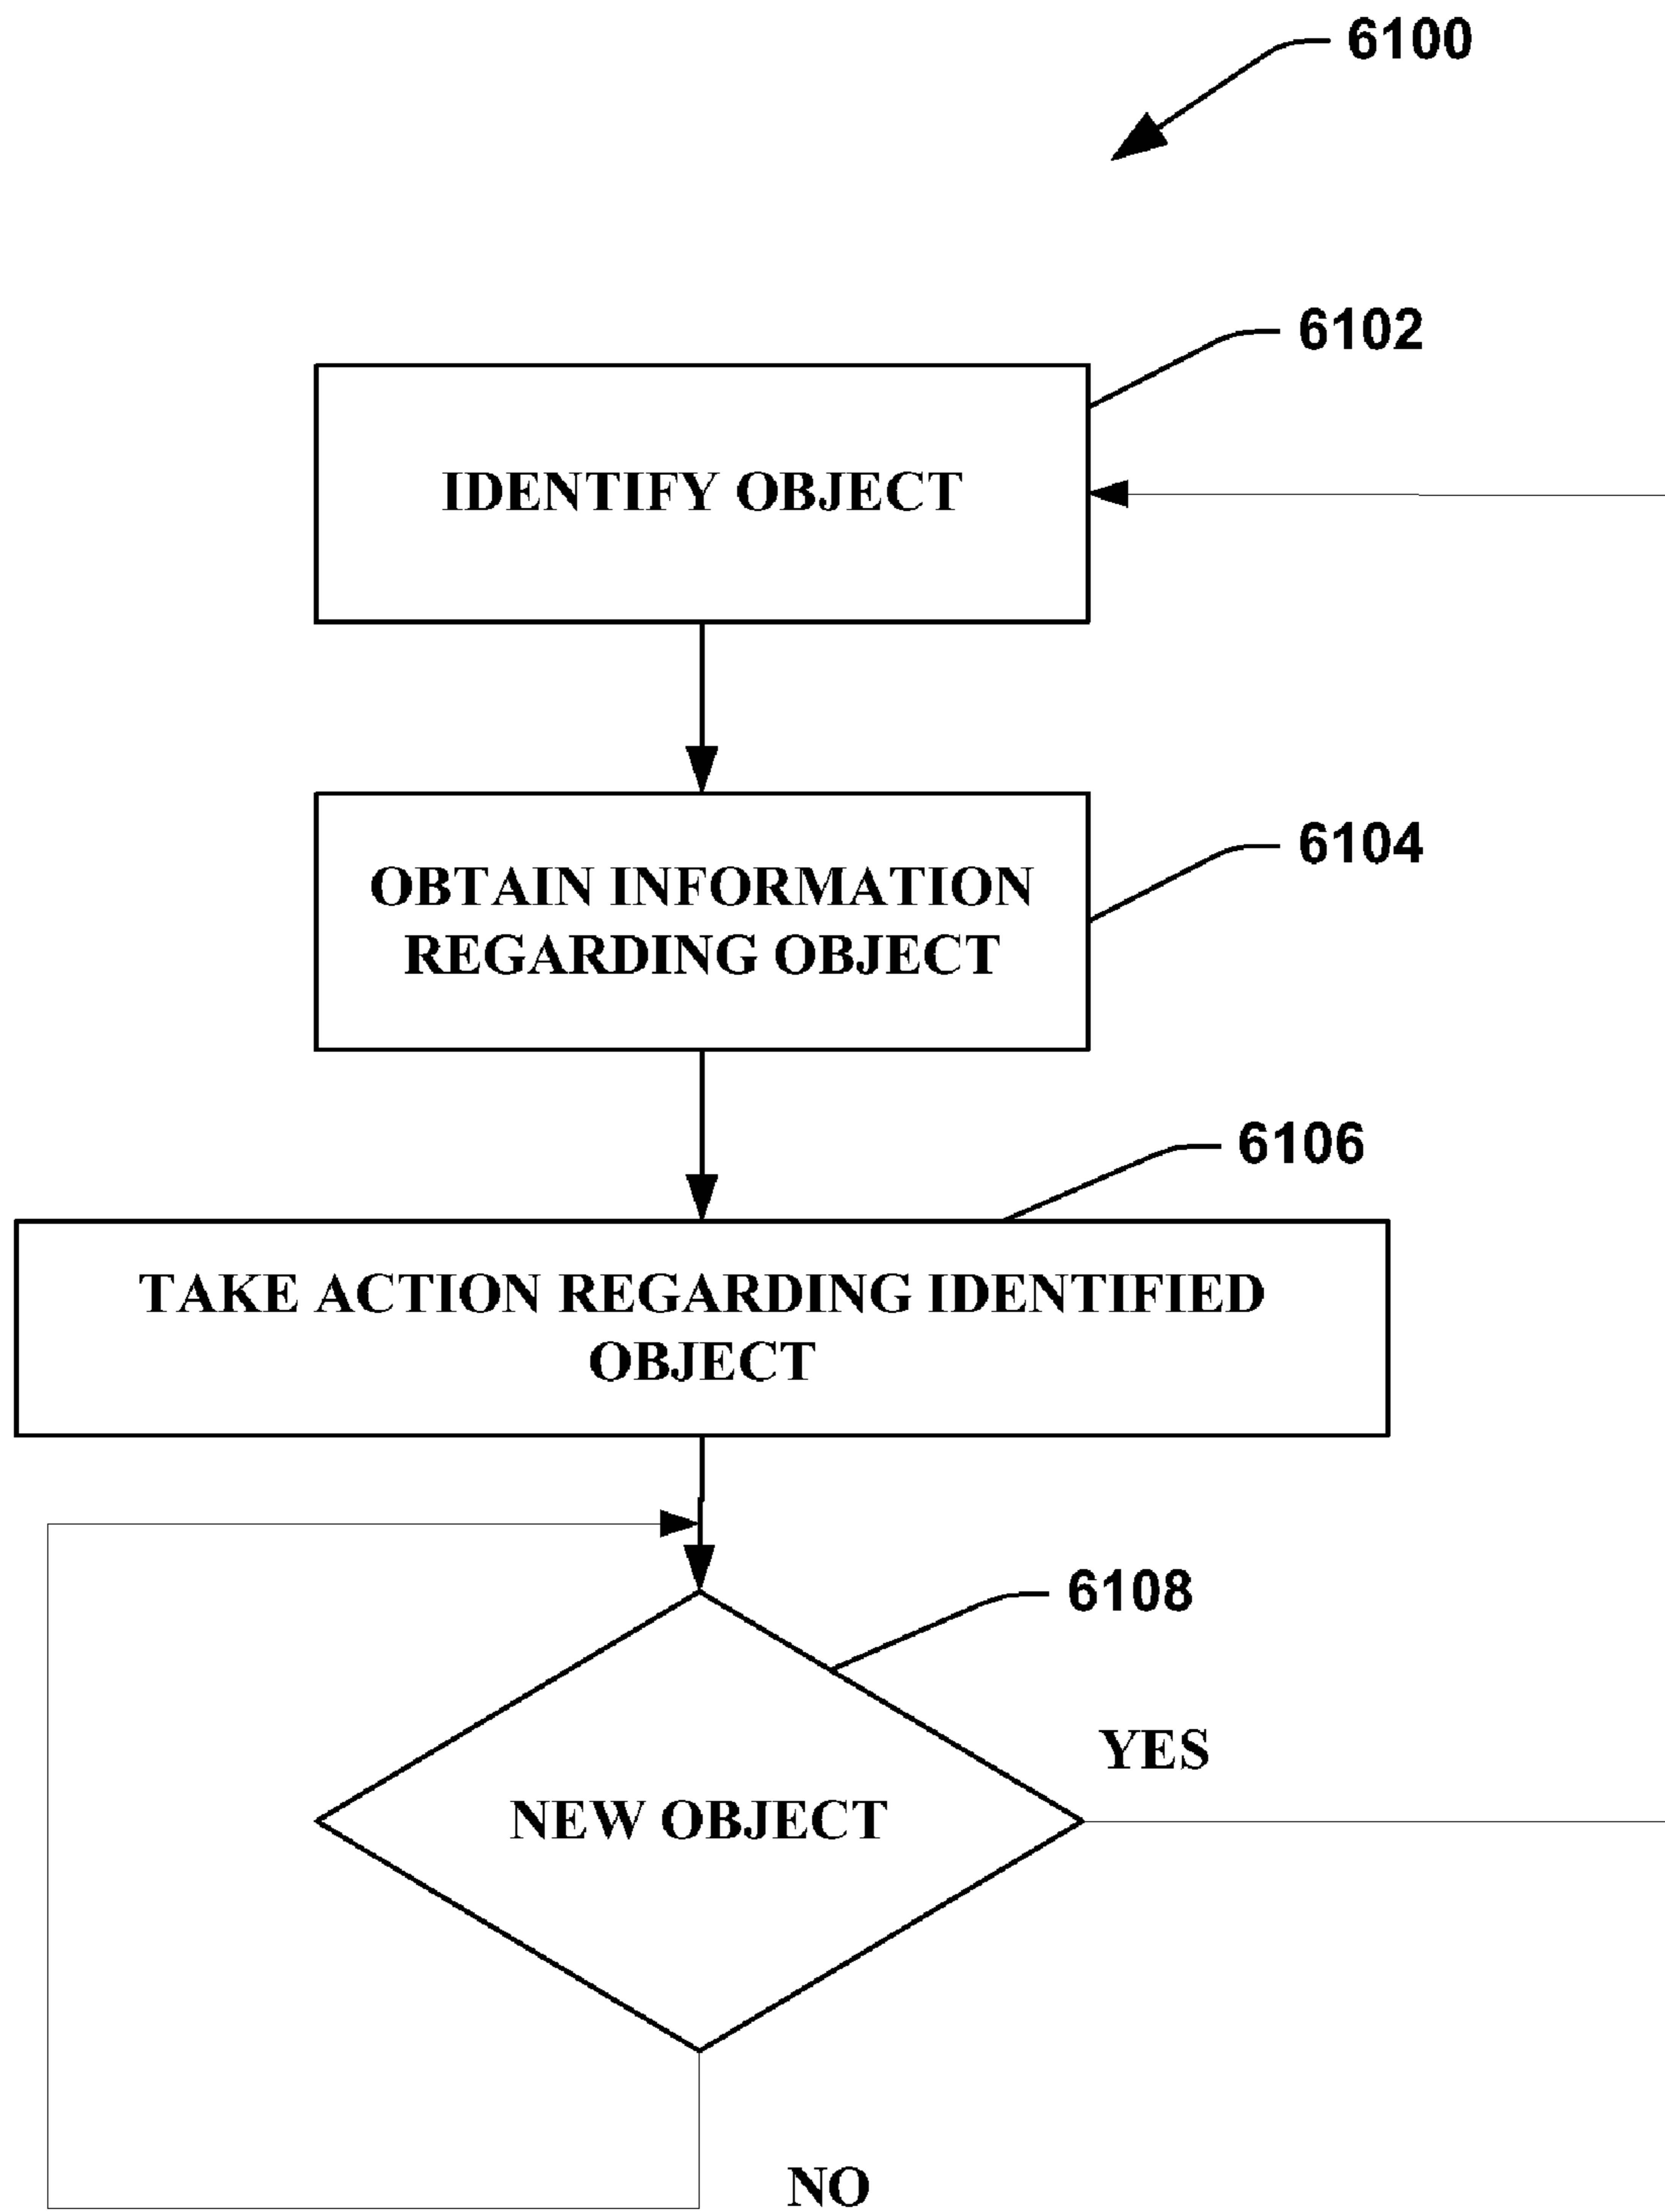 6100
6102
IDENTIFY OBJECT
6104
OBTAIN INFORMATION
REGARDING OBJECT
6106
TAKE ACTION REGARDING IDENTIFIED
OBJECT
6108
YES
NEW OBJECT
NO